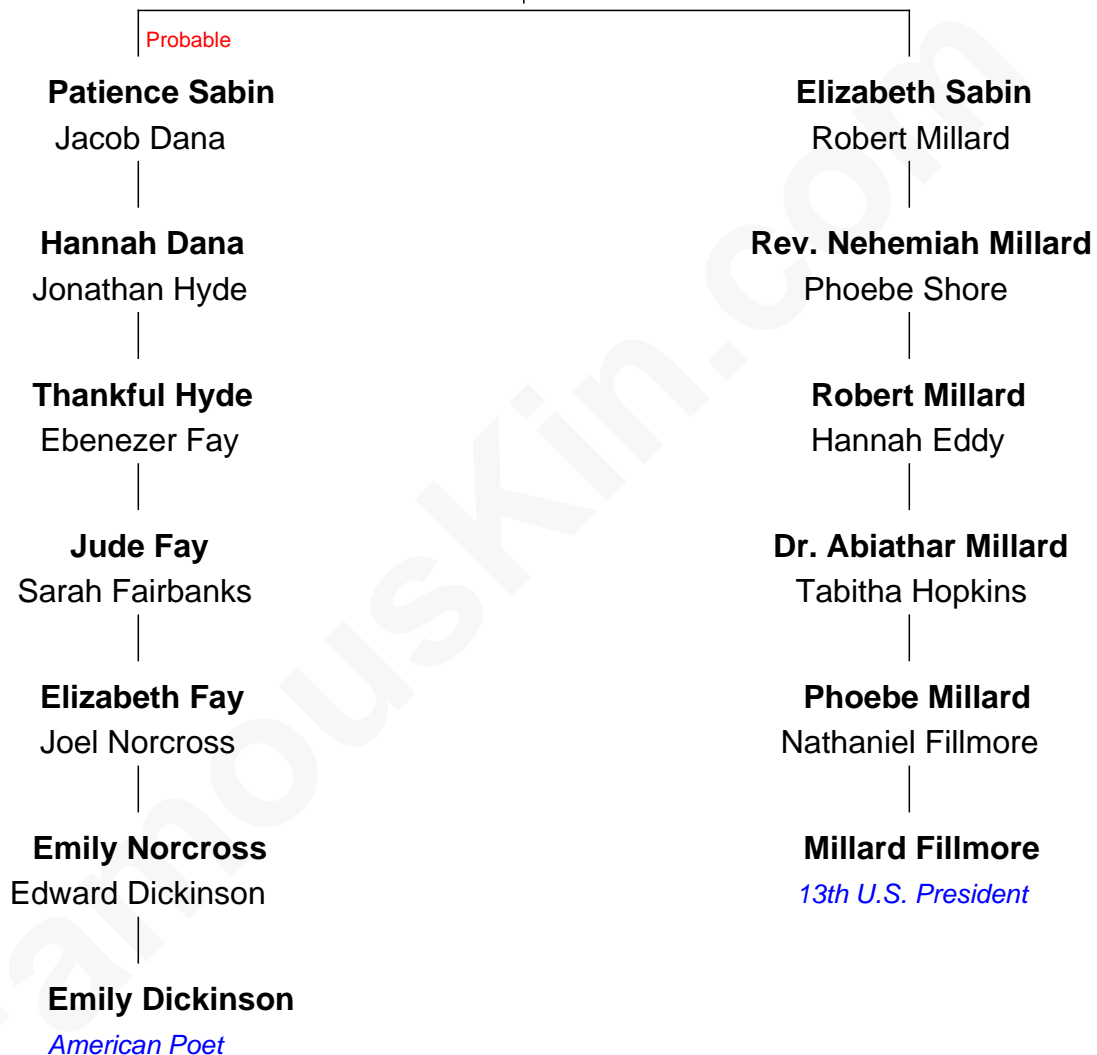 Probable
Patience Sabin
Jacob Dana
Elizabeth Sabin
Robert Millard
Hannah Dana
Jonathan Hyde
Rev. Nehemiah Millard
Phoebe Shore
Thankful Hyde
Ebenezer Fay
Robert Millard
Hannah Eddy
Jude Fay
Sarah Fairbanks
Dr. Abiathar Millard
Tabitha Hopkins
Elizabeth Fay
Joel Norcross
Phoebe Millard
Nathaniel Fillmore
Emily Norcross
Edward Dickinson
Millard Fillmore
13th U.S. President
Emily Dickinson
American Poet
amouskin.com